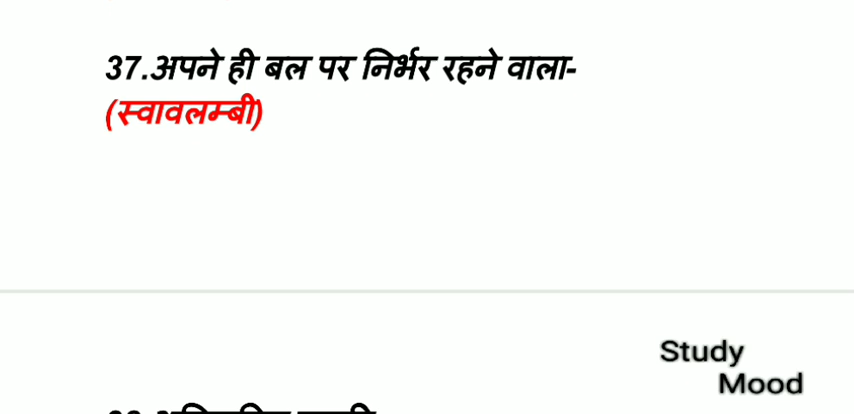 37.अपने ही बल पर निर्भर रहने वाला-
(स्वावलम्बी)
Study
Mood